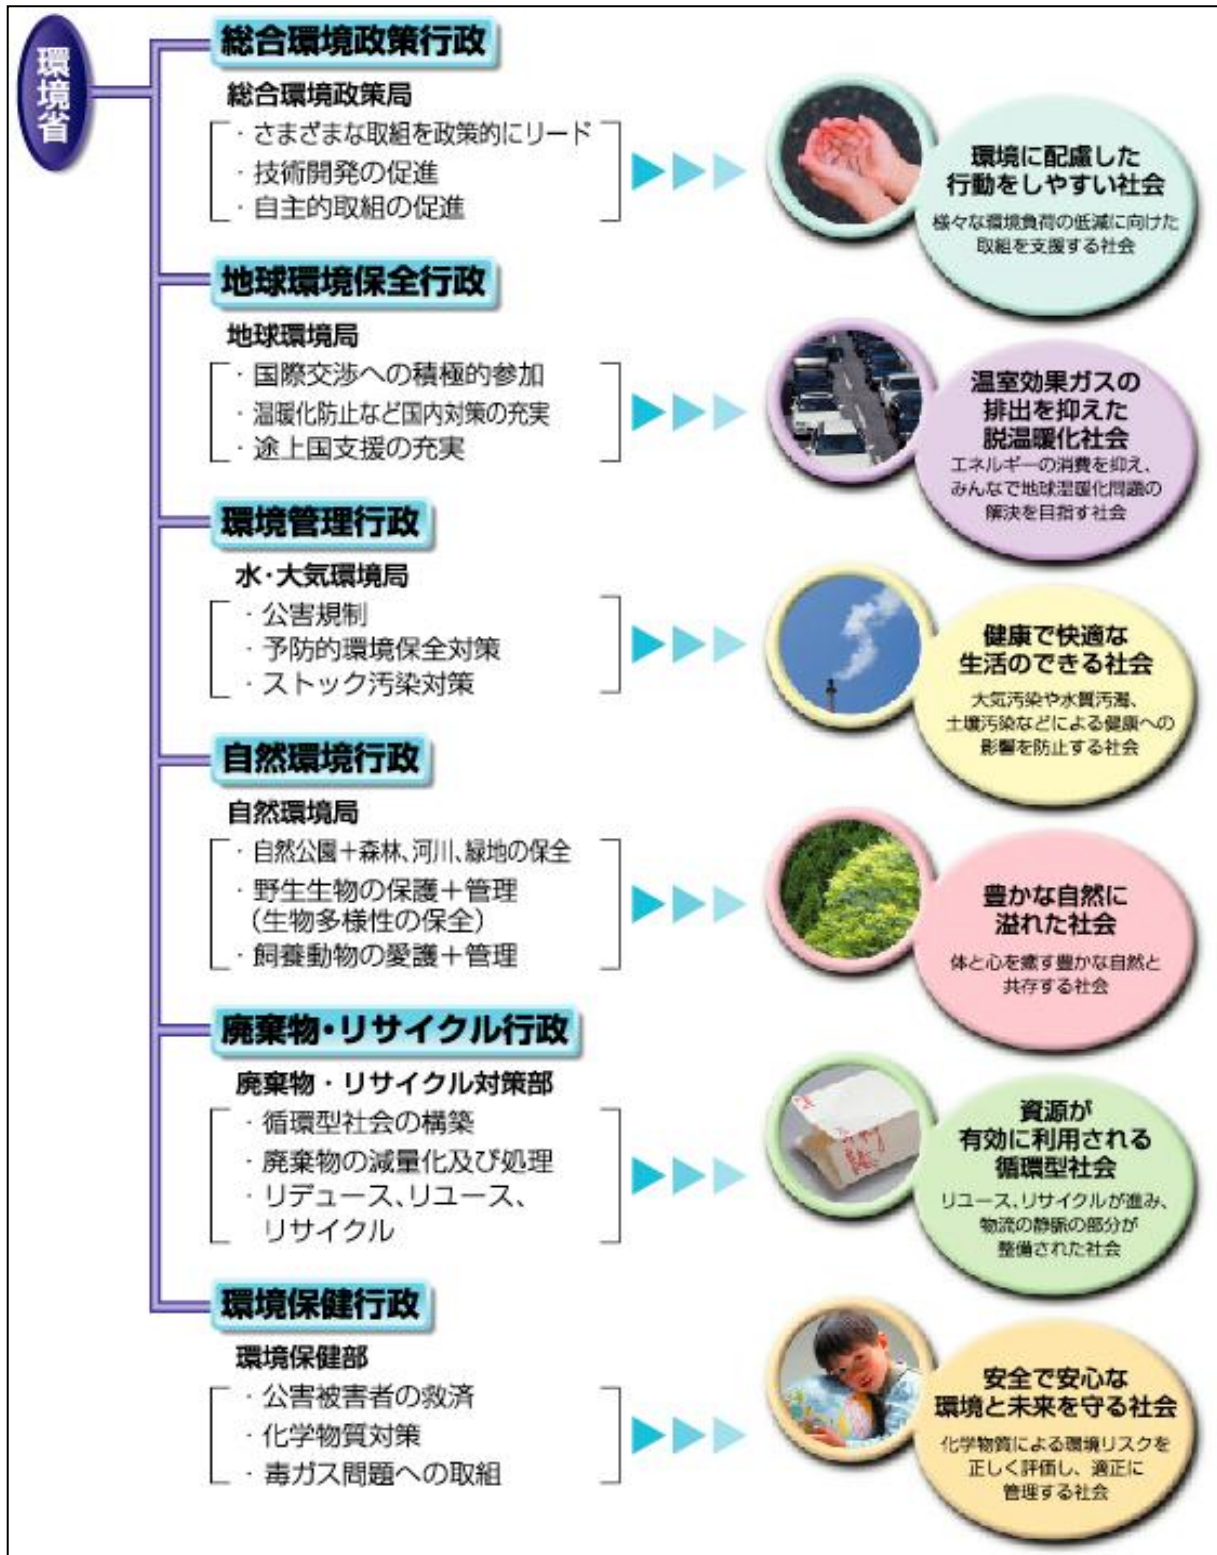 環境省
総合環境政策行政
総合環境政策局
・さまざまな取組を政策的にリード
・技術開発の促進
・自主的取組の促進
環境に配慮した
行動をしやすい社会
様々な環境負荷の低減に向けた
取組を支援する社会
地球環境保全行政
地球環境局
・国際交渉への積極的参加
・温暖化防止など国内対策の充実
・途上国支援の充実
温室効果ガスの
排出を抑えた
脱温暖化社会
エネルギーの消費を抑え、
みんなで地球温暖化問題の
解決を目指す社会
環境管理行政
水・大気環境局
・公害規制
・予防的環境保全対策
・ストック汚染対策
健康で快適な
生活のできる社会
大気汚染や水質汚濁、
土壌汚染などによる健康への
影響を防止する社会
自然環境行政
自然環境局
・自然公園＋森林、河川、緑地の保全
・野生生物の保護＋管理
（生物多様性の保全）
・飼養動物の愛護＋管理
豊かな自然に
溢れた社会
体と心を癒す豊かな自然と
共存する社会
廃棄物・リサイクル行政
廃棄物・リサイクル対策部
・循環型社会の構築
・廃棄物の減量化及び処理
・リデュース、リユース、
リサイクル
資源が
有効に利用される
循環型社会
リユース、リサイクルが進み、
物流の静脈の部分が
整備された社会
環境保健行政
環境保健部
・公害被害者の救済
・化学物質対策
・毒ガス問題への取組
安全で安心な
環境と未来を守る社会
化学物質による環境リスクを
正しく評価し、適正に
管理する社会